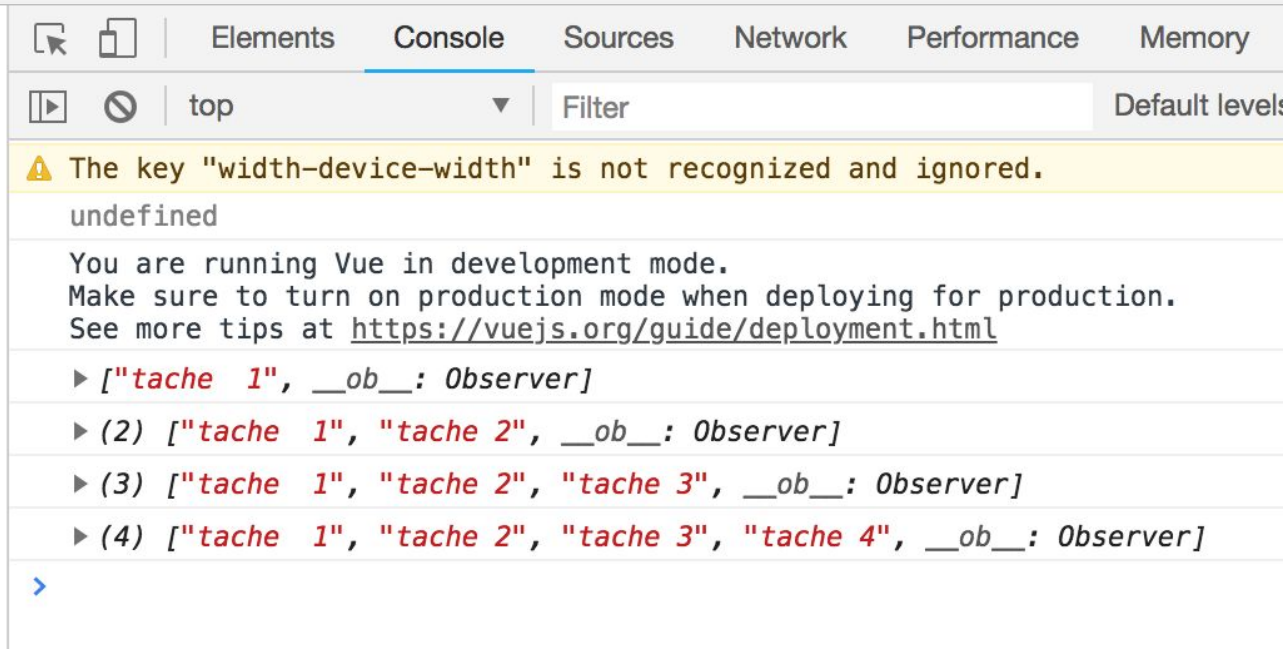 Elements Console Sources Network Performance Memory
top ▼ Filter Default levels
The key "width-device-width" is not recognized and ignored.
undefined
You are running Vue in development mode.
Make sure to turn on production mode when deploying for production.
See more tips at https://vuejs.org/guide/deployment.html
▶ ["tache  1", __ob__: Observer]
▶ (2) ["tache  1", "tache 2", __ob__: Observer]
▶ (3) ["tache  1", "tache 2", "tache 3", __ob__: Observer]
▶ (4) ["tache  1", "tache 2", "tache 3", "tache 4", __ob__: Observer]
>